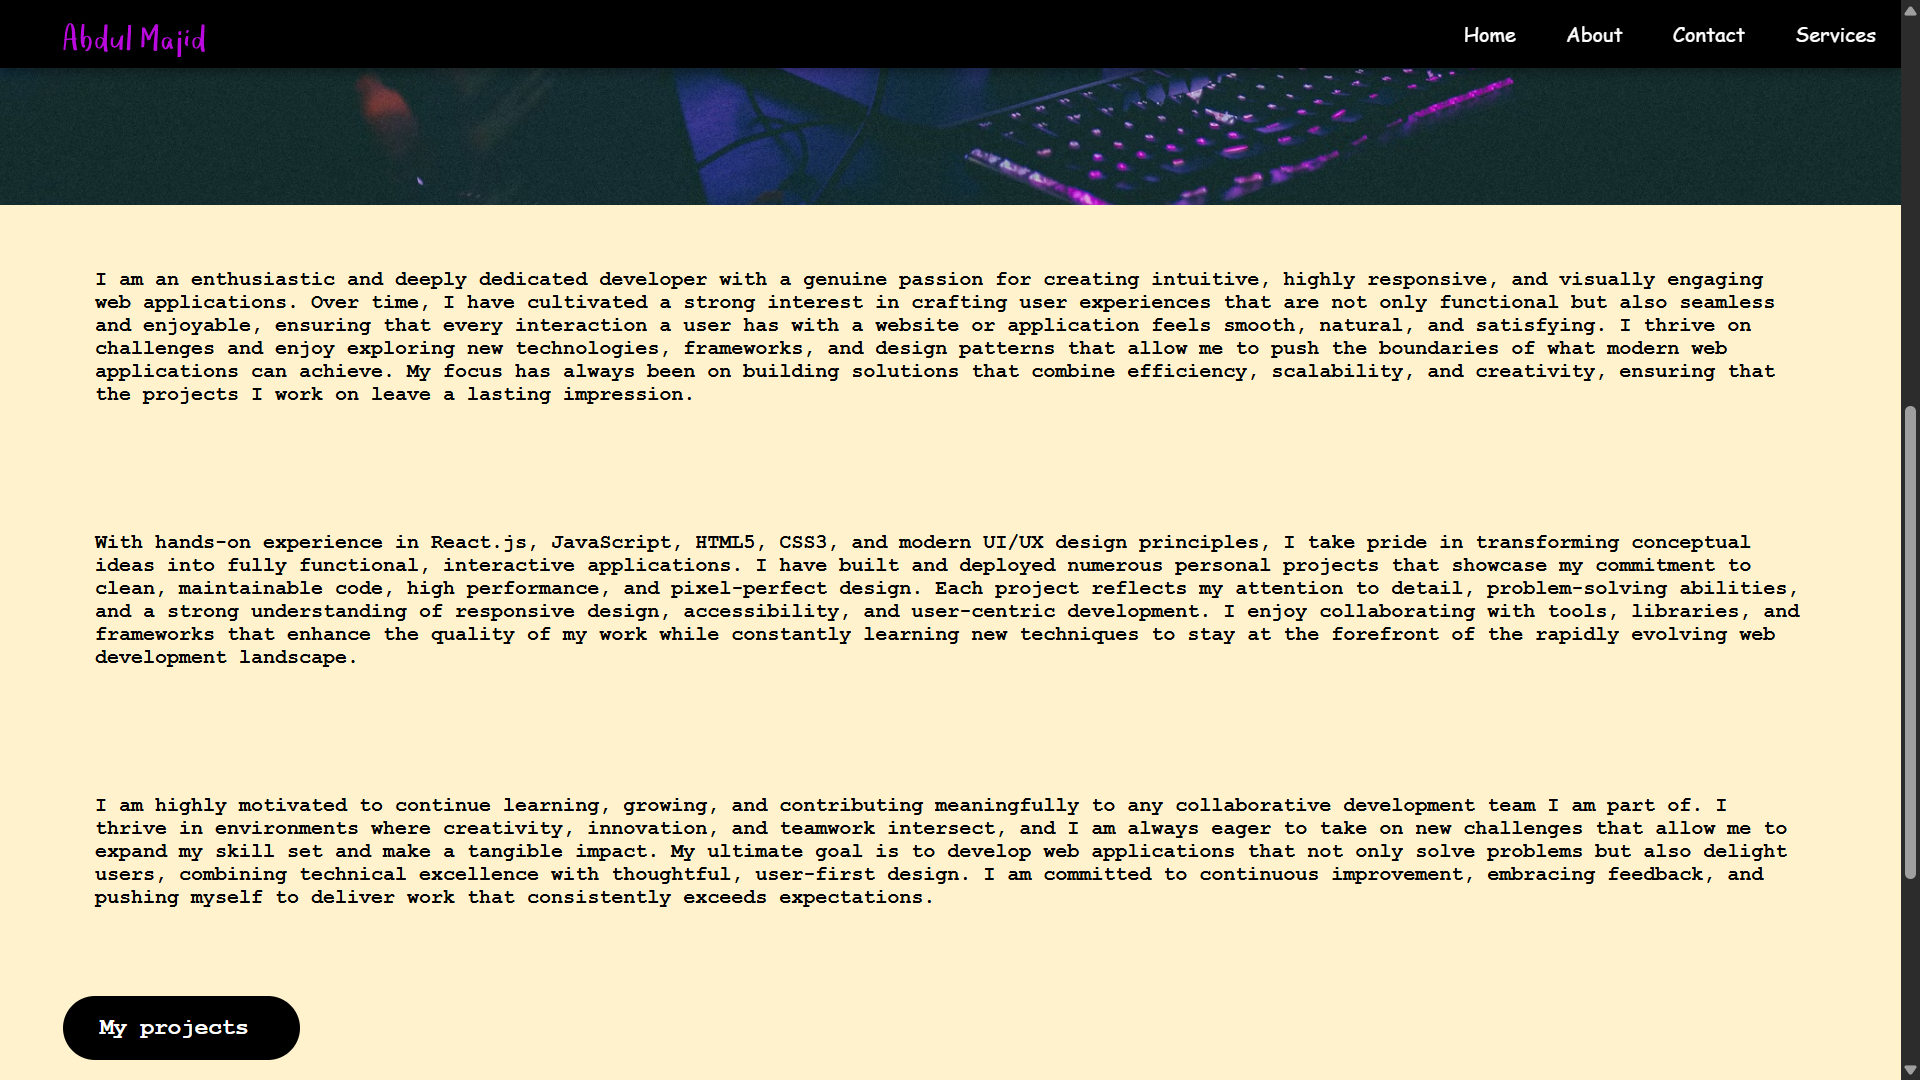 Abdul Majid
Home About Contact Services
I am an enthusiastic and deeply dedicated developer with a genuine passion for creating intuitive, highly responsive, and visually engaging
web applications. Over time, I have cultivated a strong interest in crafting user experiences that are not only functional but also seamless
and enjoyable, ensuring that every interaction a user has with a website or application feels smooth, natural, and satisfying. I thrive on
challenges and enjoy exploring new technologies, frameworks, and design patterns that allow me to push the boundaries of what modern web
applications can achieve. My focus has always been on building solutions that combine efficiency, scalability, and creativity, ensuring that
the projects I work on leave a lasting impression.
With hands-on experience in React.js, JavaScript, HTML5, CSS3, and modern UI/UX design principles, I take pride in transforming conceptual
ideas into fully functional, interactive applications. I have built and deployed numerous personal projects that showcase my commitment to
clean, maintainable code, high performance, and pixel-perfect design. Each project reflects my attention to detail, problem-solving abilities,
and a strong understanding of responsive design, accessibility, and user-centric development. I enjoy collaborating with tools, libraries, and
frameworks that enhance the quality of my work while constantly learning new techniques to stay at the forefront of the rapidly evolving web
development landscape.
I am highly motivated to continue learning, growing, and contributing meaningfully to any collaborative development team I am part of. I
thrive in environments where creativity, innovation, and teamwork intersect, and I am always eager to take on new challenges that allow me to
expand my skill set and make a tangible impact. My ultimate goal is to develop web applications that not only solve problems but also delight
users, combining technical excellence with thoughtful, user-first design. I am committed to continuous improvement, embracing feedback, and
pushing myself to deliver work that consistently exceeds expectations.
My projects